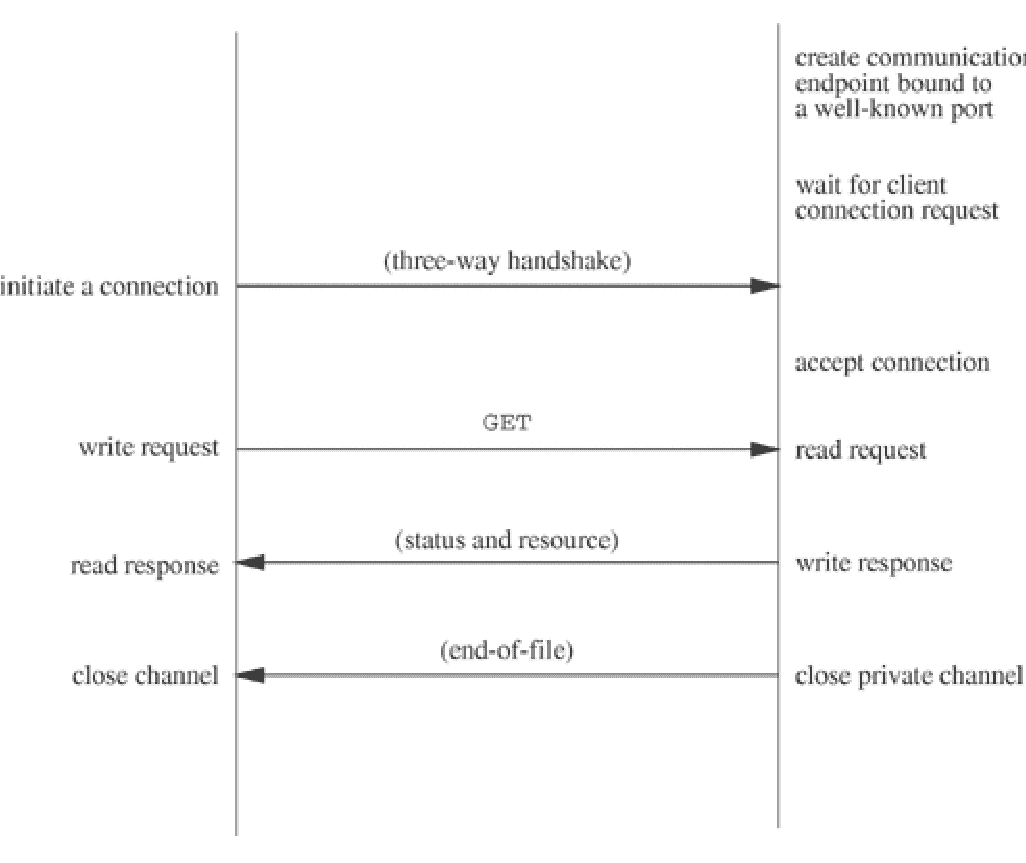 create communication
endpoint bound to
a well-known port
wait for client
connection request
(three-way handshake)
initiate a connection
accept connection
GET
write request
read request
(status and resource)
read response
write response
(end-of-file)
close channel
close private channel